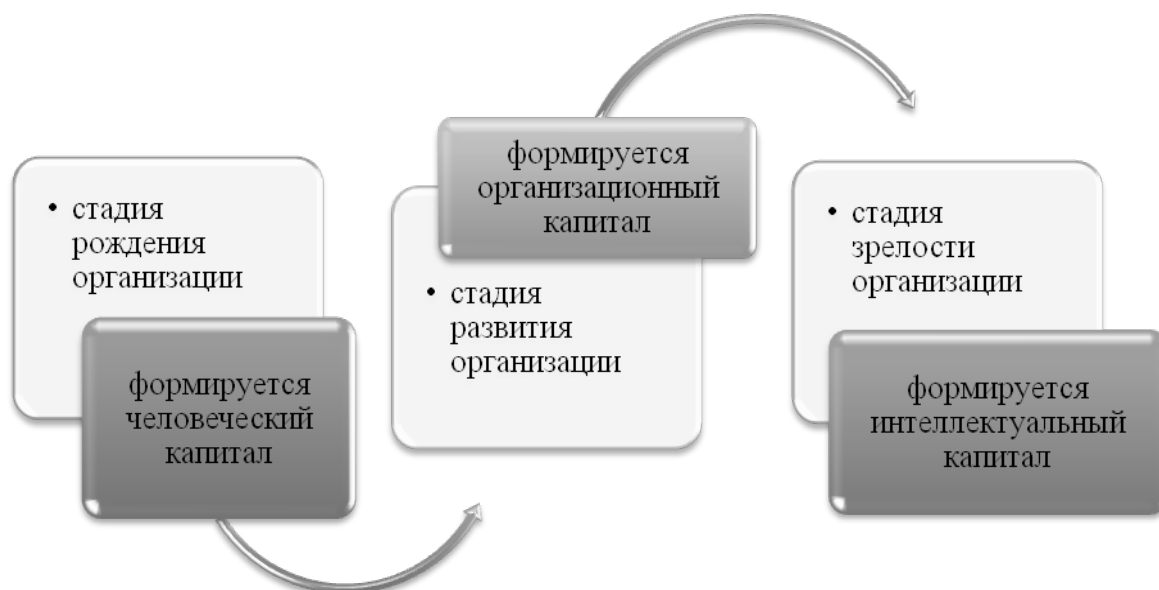 • стадия
рождения
организации
формируется
человеческий
капитал
формируется
организационный
капитал
• стадия
развития
организации
• стадия
зрелости
организации
формируется
интеллектуальный
капитал